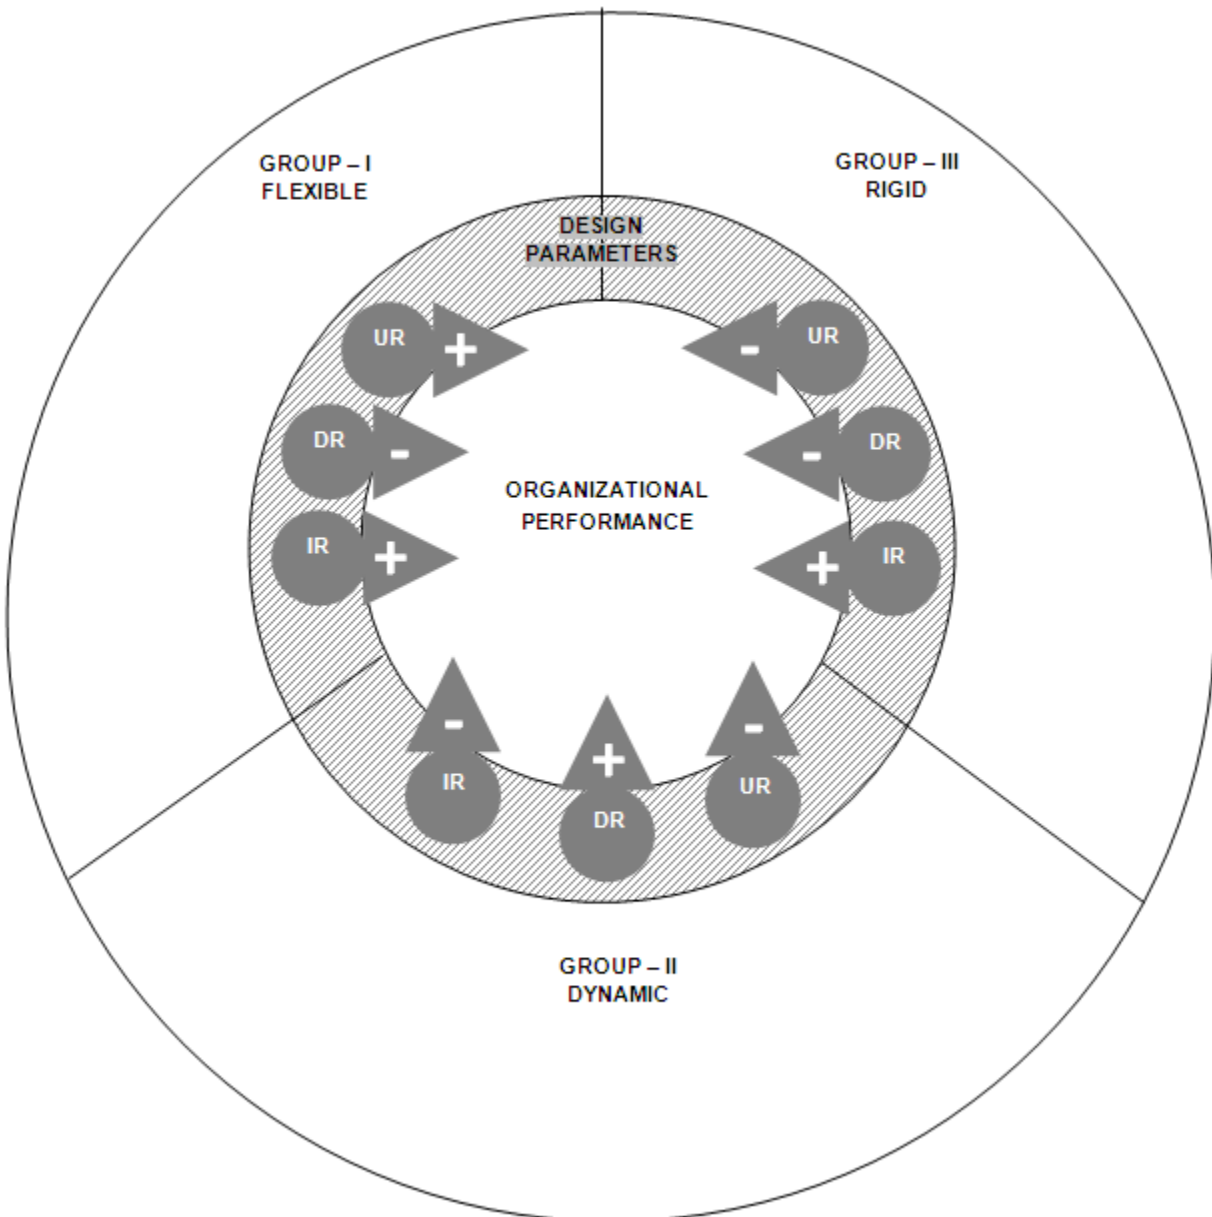 GROUP – I
FLEXIBLE
GROUP – III
RIGID
DESIGN
PARAMETERS
UR
+
-
UR
DR
-
-
DR
ORGANIZATIONAL
PERFORMANCE
IR
+
+
IR
-
IR
+
DR
-
UR
GROUP – II
DYNAMIC